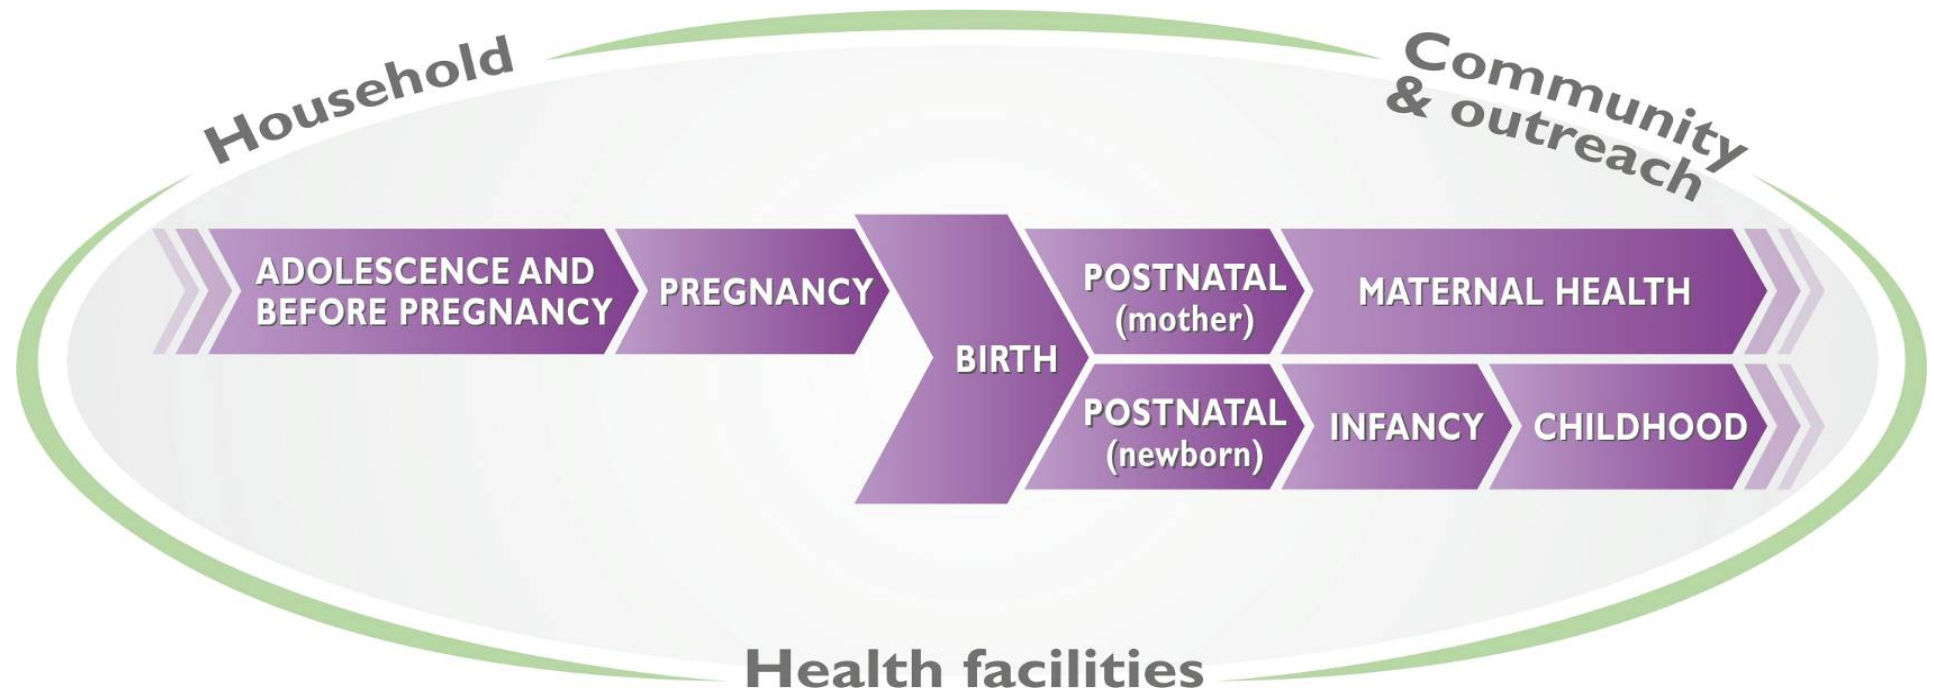 Household
Community
& outreach
ADOLESCENCE AND
BEFORE PREGNANCY
PREGNANCY
BIRTH
POSTNATAL
(mother)
MATERNAL HEALTH
POSTNATAL
(newborn)
INFANCY
CHILDHOOD
Health facilities